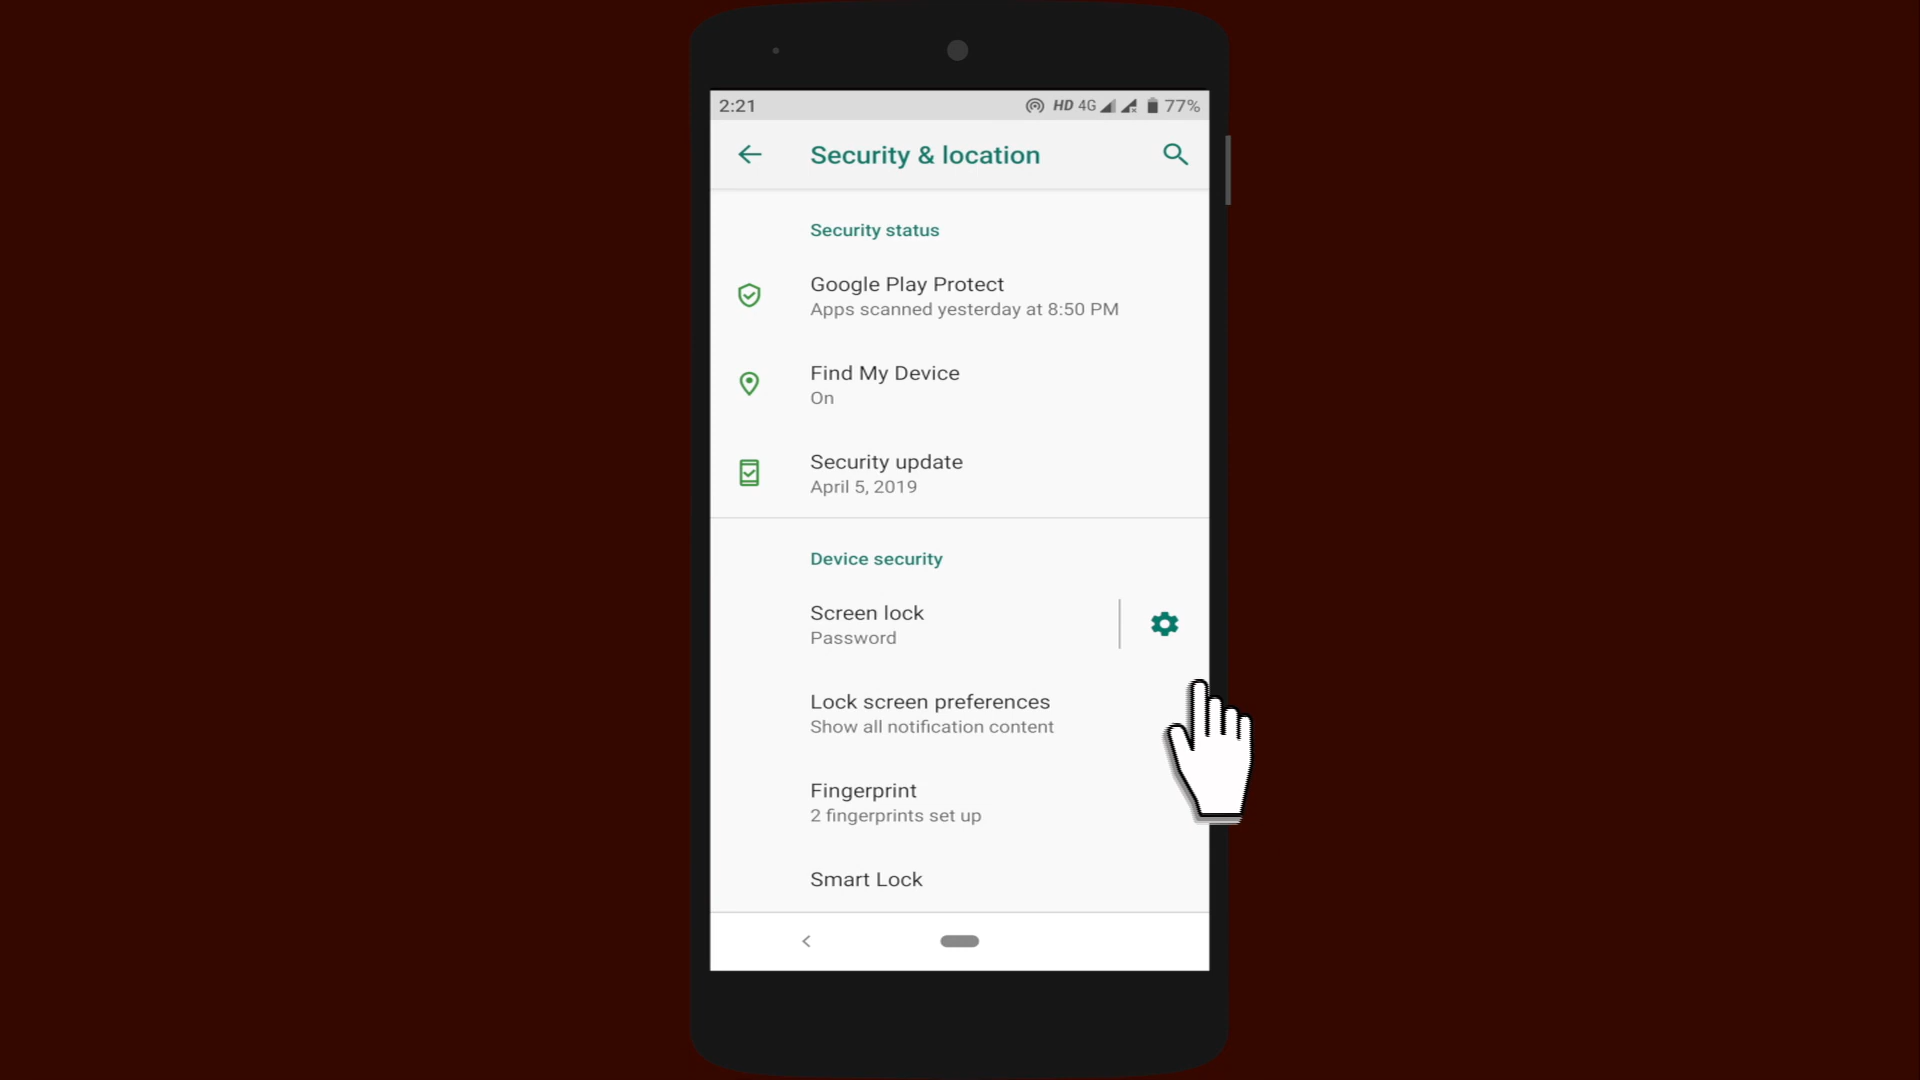 2:21 HD 4G 77%
Security & location
Security status
Google Play Protect
Apps scanned yesterday at 8:50 PM
Find My Device
On
Security update
April 5, 2019
Device security
Screen lock
Password
Lock screen preferences
Show all notification content
Fingerprint
2 fingerprints set up
Smart Lock